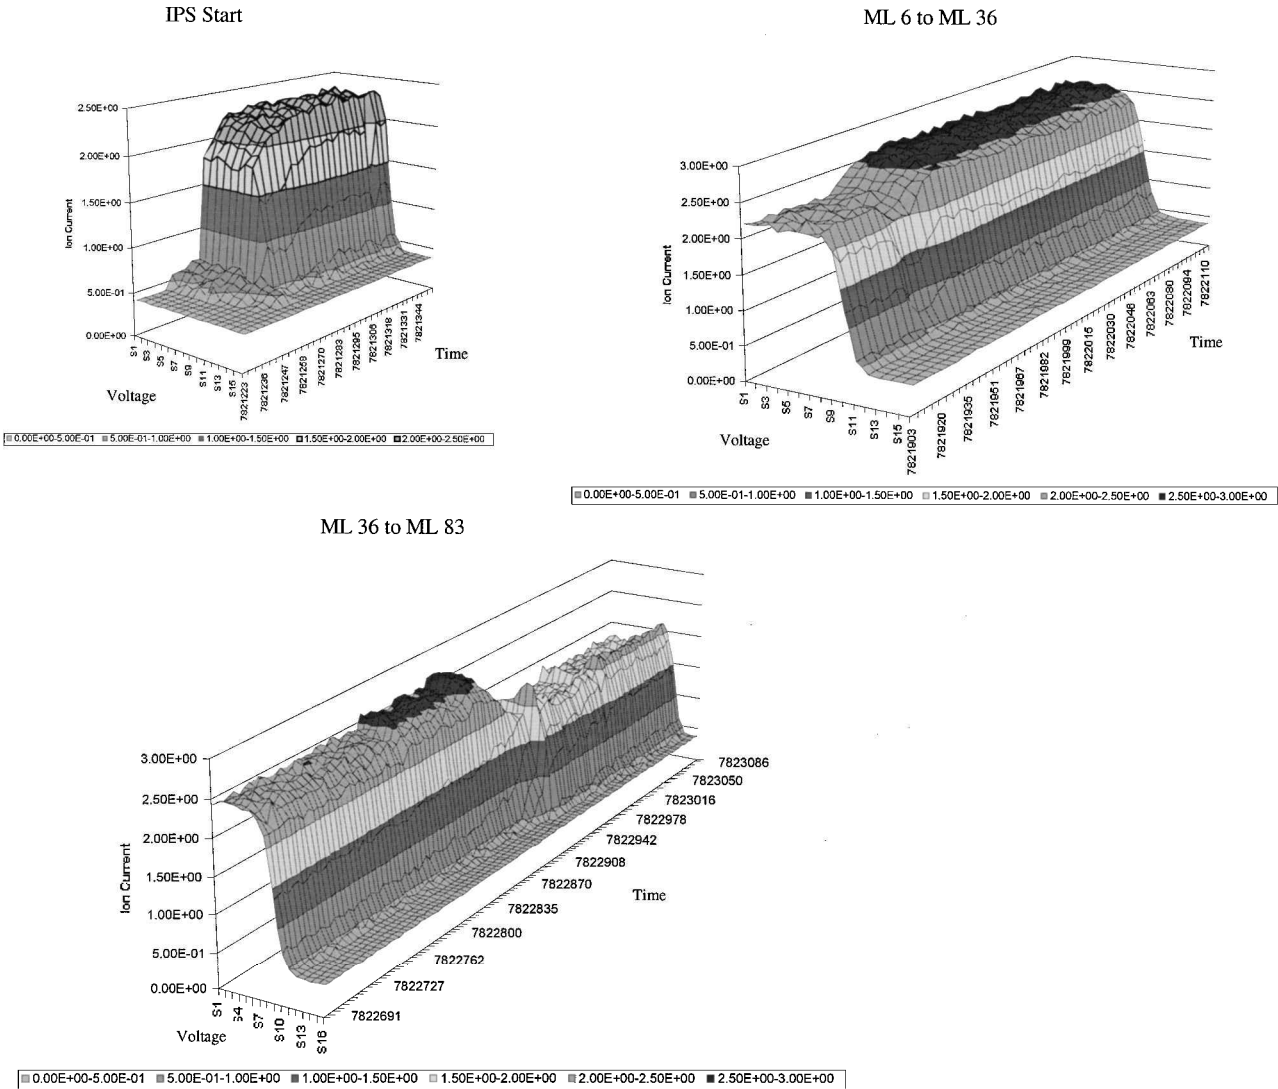 IPS Start
2.50E+00
2.00E+00
1.50E+00
1.00E+00
5.00E-01
0.00E+00
Ion Current
S1
S3
S5
S7
S9
S11
S13
S15
Voltage
7821223
7821236
7821247
7821258
7821270
7821283
7821295
7821306
7821318
7821331
7821344
Time
0.00E+00-5.00E-01 5.00E-01-1.00E+00 1.00E+00-1.50E+00 1.50E+00-2.00E+00 2.00E+00-2.50E+00
ML 6 to ML 36
3.00E+00
2.50E+00
2.00E+00
1.50E+00
1.00E+00
5.00E-01
0.00E+00
Ion Current
S1
S3
S5
S7
S9
S11
S13
S15
Voltage
7821903
7821920
7821935
7821951
7821967
7821982
7821999
7822015
7822030
7822046
7822063
7822080
7822094
7822110
Time
0.00E+00-5.00E-01 5.00E-01-1.00E+00 1.00E+00-1.50E+00 1.50E+00-2.00E+00 2.00E+00-2.50E+00 2.50E+00-3.00E+00
ML 36 to ML 83
3.00E+00
2.50E+00
2.00E+00
1.50E+00
1.00E+00
5.00E-01
0.00E+00
Ion Current
S1
S4
S7
S10
S13
S16
Voltage
7822691
7822727
7822762
7822800
7822835
7822870
7822908
7822942
7822978
7823016
7823050
7823086
Time
0.00E+00-5.00E-01 5.00E-01-1.00E+00 1.00E+00-1.50E+00 1.50E+00-2.00E+00 2.00E+00-2.50E+00 2.50E+00-3.00E+00